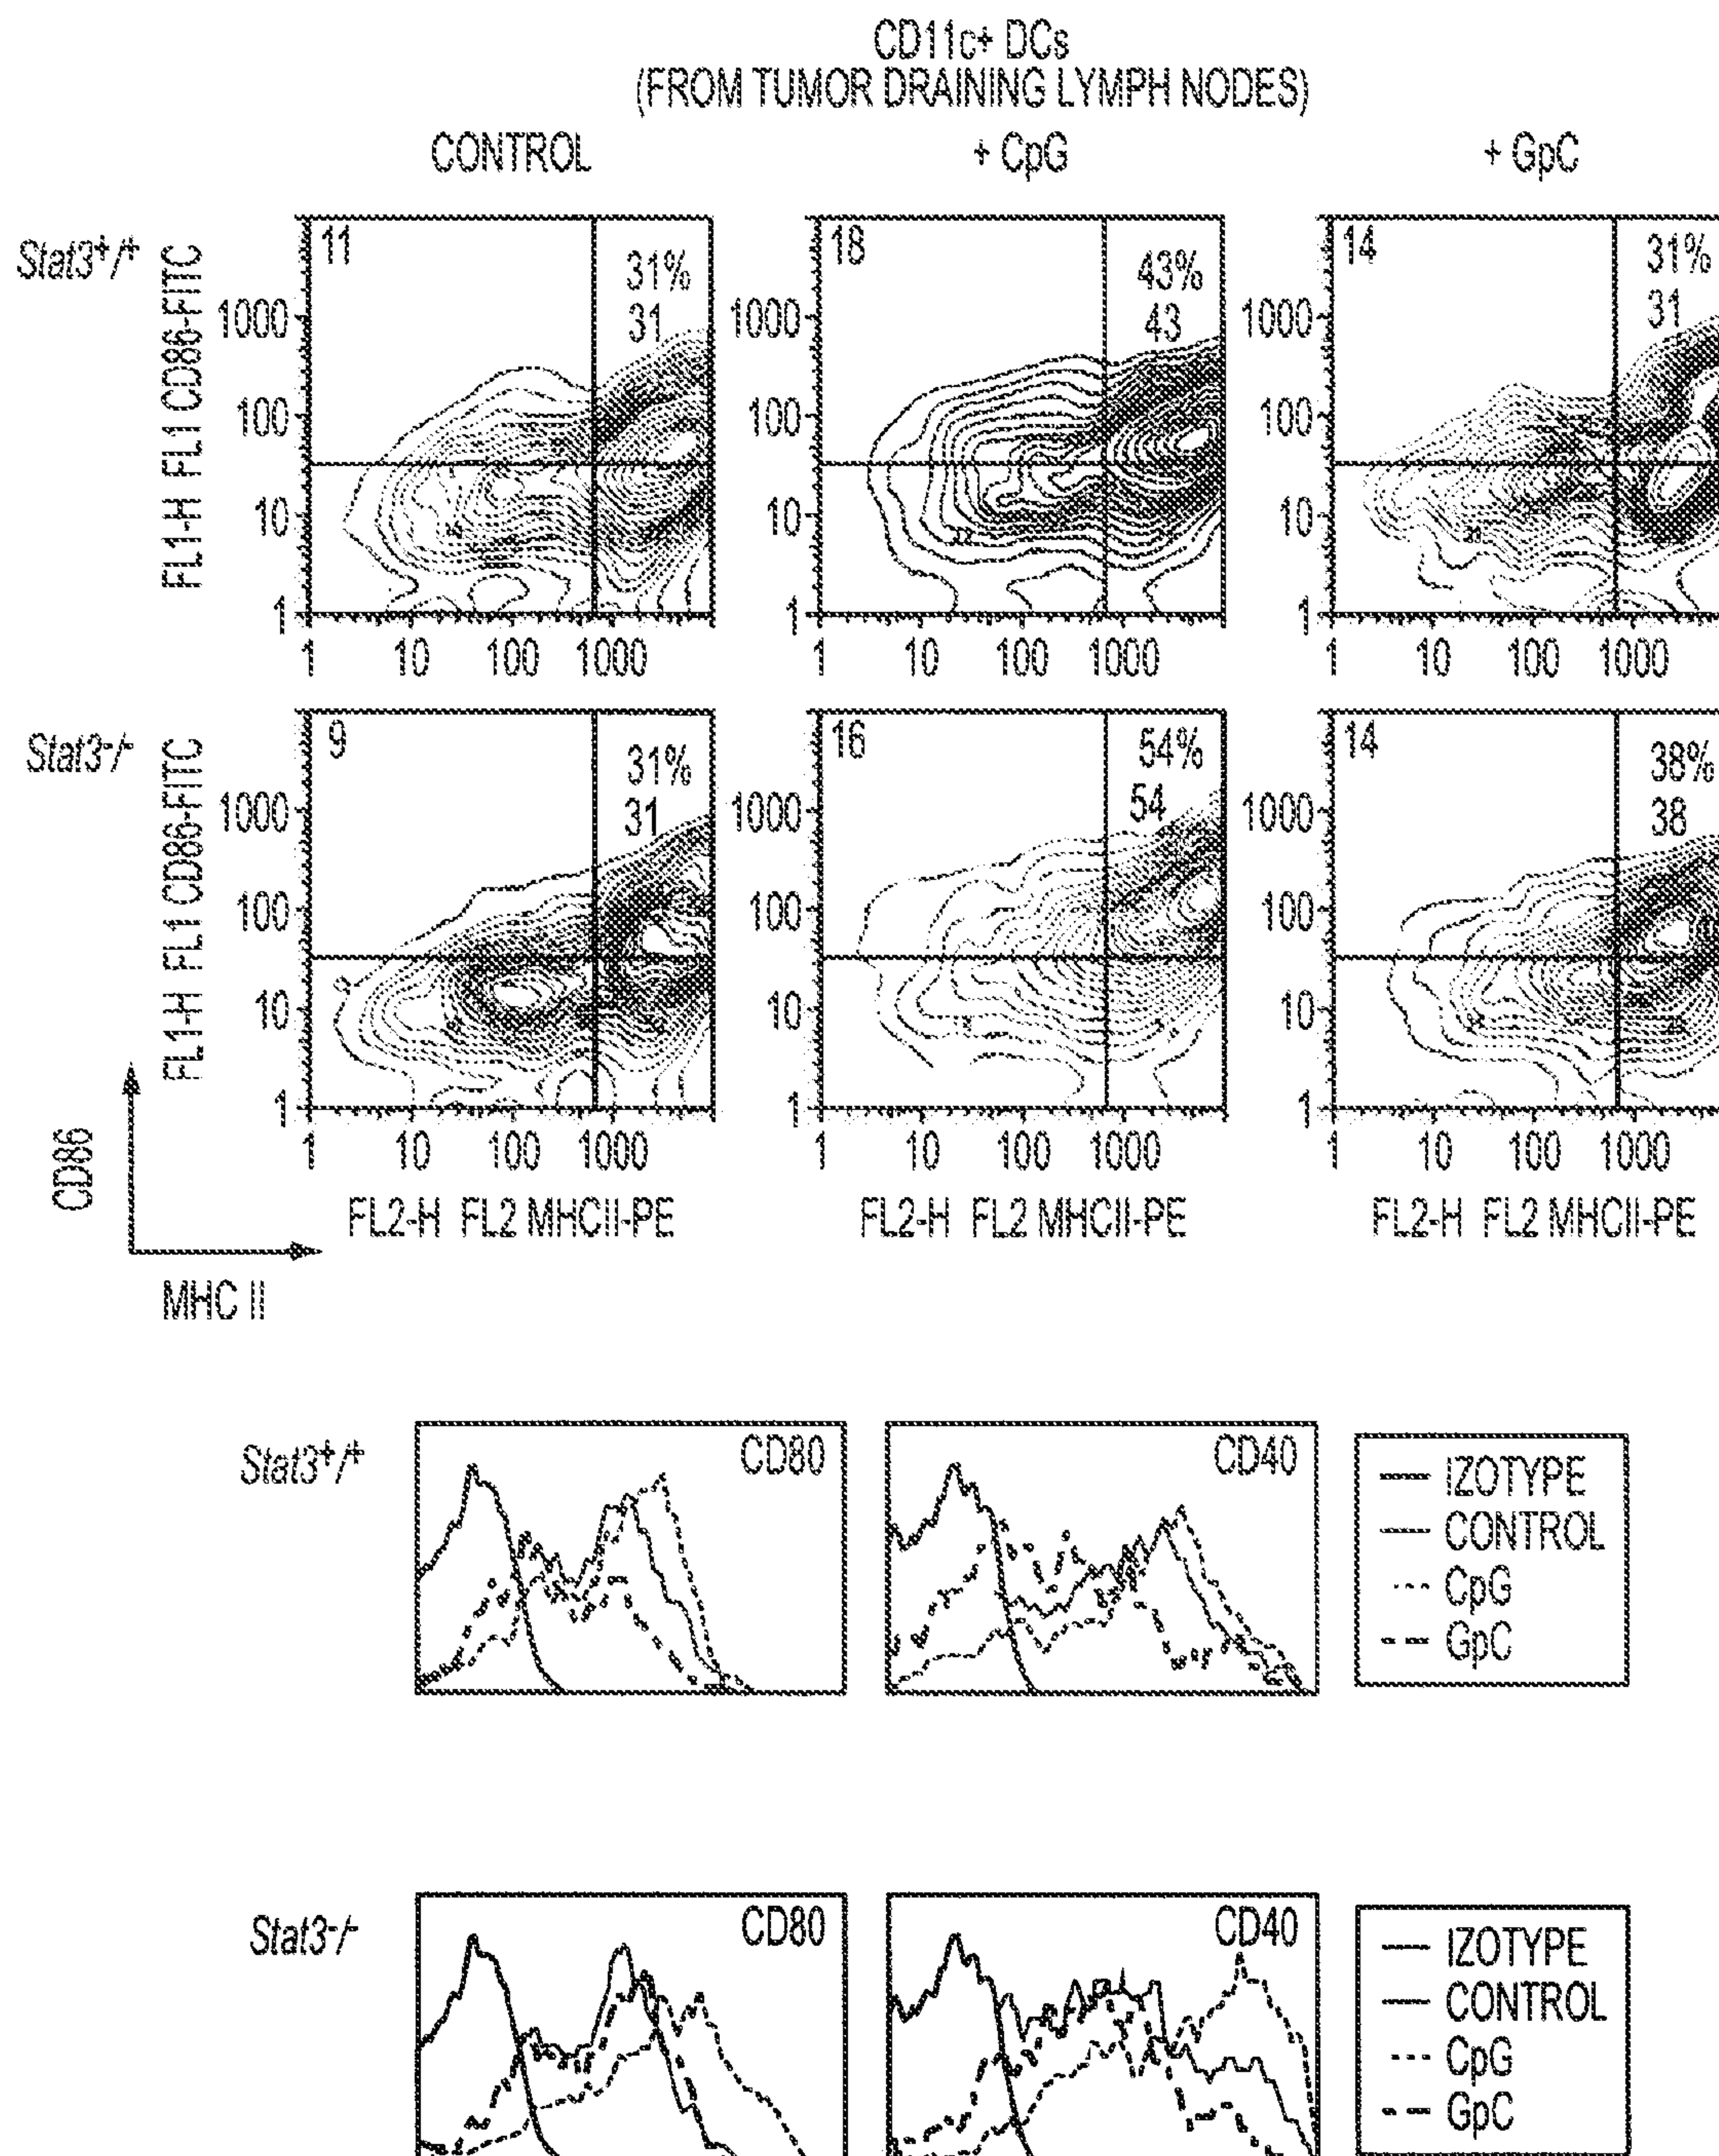 CD11c+ DCs
(FROM TUMOR DRAINING LYMPH NODES)
CONTROL
+ CpG
+ GpC
Stat3+/+
FL1-H FL1 CD86-FITC
11
31%
31
1000
100
10
1
1 10 100 1000
18
43%
43
1000
100
10
1
1 10 100 1000
14
31%
31
1000
100
10
1
1 10 100 1000
Stat3-/-
FL1-H FL1 CD86-FITC
9
31%
31
1000
100
10
1
1 10 100 1000
FL2-H FL2 MHCII-PE
16
54%
54
1000
100
10
1
1 10 100 1000
FL2-H FL2 MHCII-PE
14
38%
38
1000
100
10
1
1 10 100 1000
FL2-H FL2 MHCII-PE
CD86
MHC II
Stat3+/+
CD80
CD40
IZOTYPE
CONTROL
CpG
GpC
Stat3-/-
CD80
CD40
IZOTYPE
CONTROL
CpG
GpC